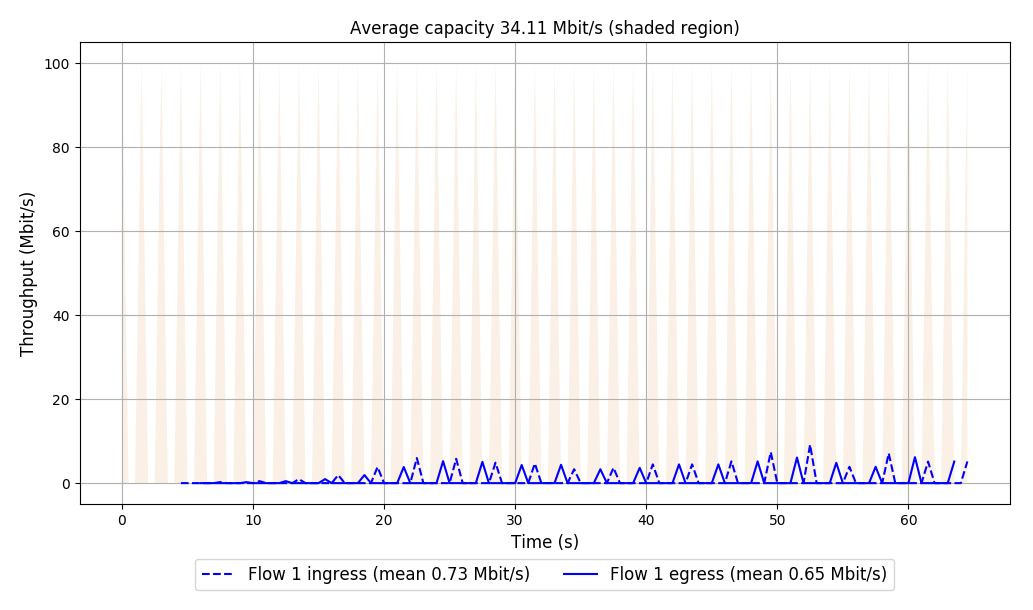 Average capacity 34.11 Mbit/s (shaded region)
100
80
60
40
20
0
Throughput (Mbit/s)
0 10 20 30 40 50 60
Time (s)
Flow 1 ingress (mean 0.73 Mbit/s) Flow 1 egress (mean 0.65 Mbit/s)